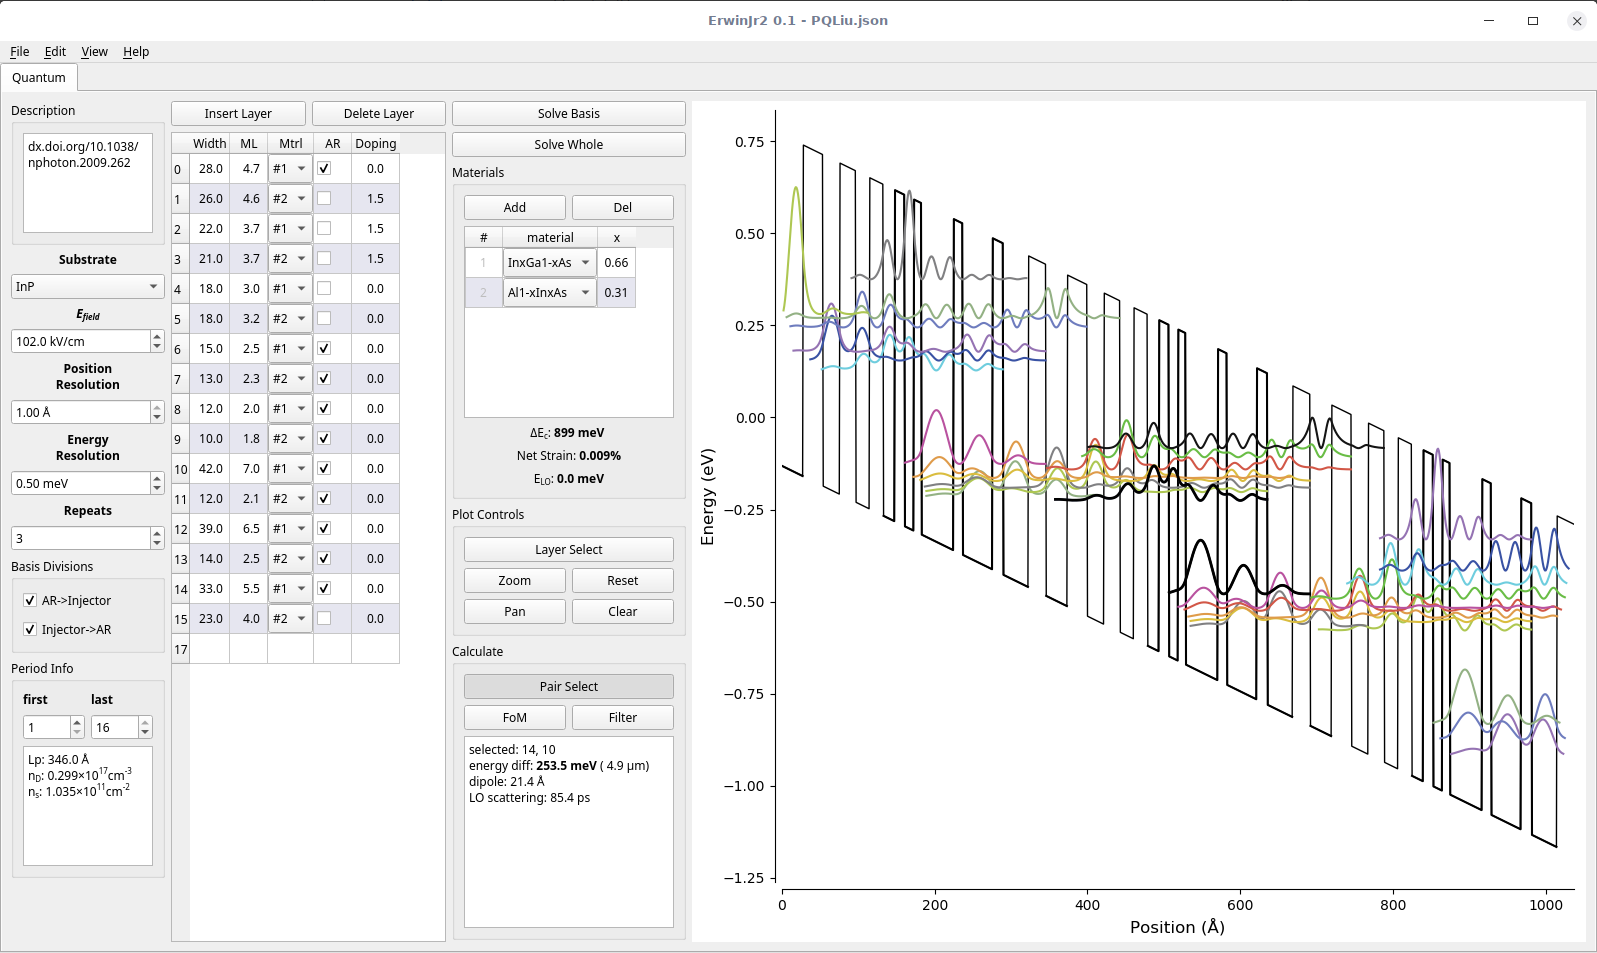 ErwinJr2 0.1 - PQLiu.json
File Edit View Help
Quantum
Description
dx.doi.org/10.1038/
nphoton.2009.262
Substrate
InP
Efield
102.0 kV/cm
Position
Resolution
1.00 Å
Energy
Resolution
0.50 meV
Repeats
3
Basis Divisions
AR->Injector
Injector->AR
Period Info
first last
1 16
Lp: 346.0 Å
nD: 0.299×10^17cm^-3
ns: 1.035×10^11cm^-2
Insert Layer Delete Layer
Width ML Mtrl AR Doping
0 28.0 4.7 #1 0.0
1 26.0 4.6 #2 1.5
2 22.0 3.7 #1 1.5
3 21.0 3.7 #2 1.5
4 18.0 3.0 #1 0.0
5 18.0 3.2 #2 0.0
6 15.0 2.5 #1 0.0
7 13.0 2.3 #2 0.0
8 12.0 2.0 #1 0.0
9 10.0 1.8 #2 0.0
10 42.0 7.0 #1 0.0
11 12.0 2.1 #2 0.0
12 39.0 6.5 #1 0.0
13 14.0 2.5 #2 0.0
14 33.0 5.5 #1 0.0
15 23.0 4.0 #2 0.0
17
Solve Basis
Solve Whole
Materials
Add Del
# material x
1 InxGa1-xAs 0.66
2 Al1-xInxAs 0.31
ΔEc: 899 meV
Net Strain: 0.009%
ELO: 0.0 meV
Plot Controls
Layer Select
Zoom Reset
Pan Clear
Calculate
Pair Select
FoM Filter
selected: 14, 10
energy diff: 253.5 meV ( 4.9 μm)
dipole: 21.4 Å
LO scattering: 85.4 ps
Energy (eV)
0.75
0.50
0.25
0.00
−0.25
−0.50
−0.75
−1.00
−1.25
0 200 400 600 800 1000
Position (Å)